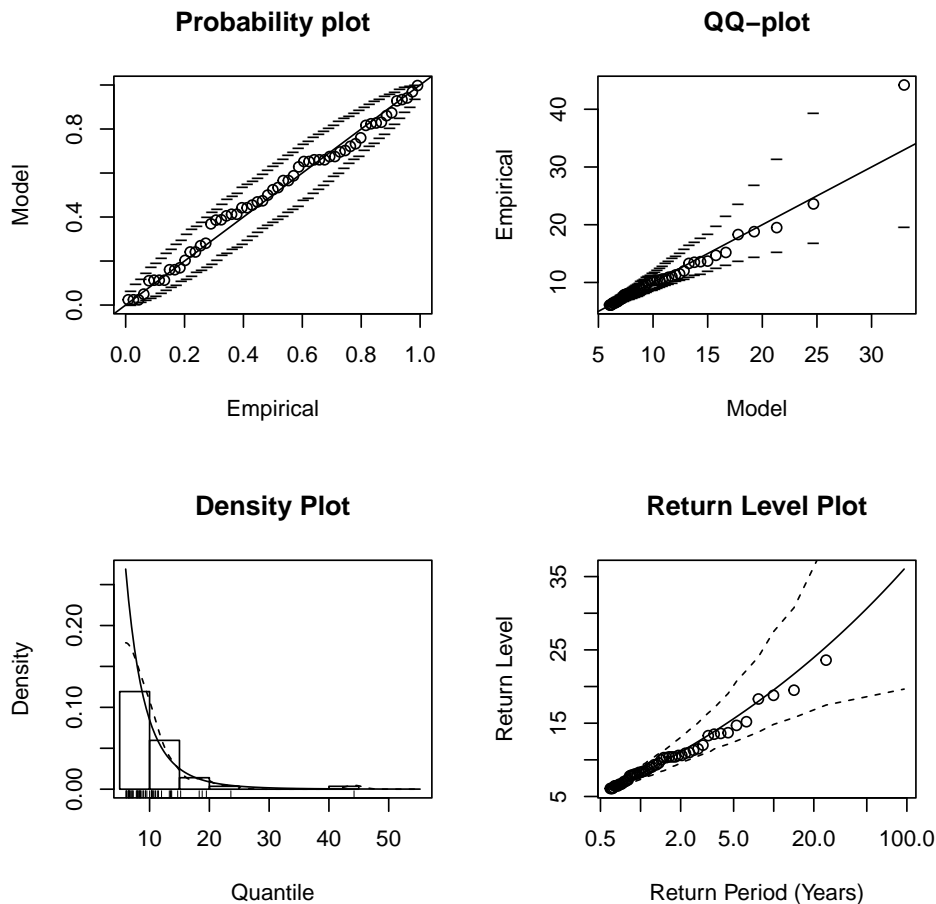 Probability plot
Model
0.0
0.4
0.8
0.0 0.2 0.4 0.6 0.8 1.0
Empirical
QQ−plot
Empirical
10
20
30
40
5 10 15 20 25 30
Model
Density Plot
Density
0.00
0.10
0.20
10 20 30 40 50
Quantile
Return Level Plot
Return Level
5
15
25
35
0.5 2.0 5.0 20.0 100.0
Return Period (Years)